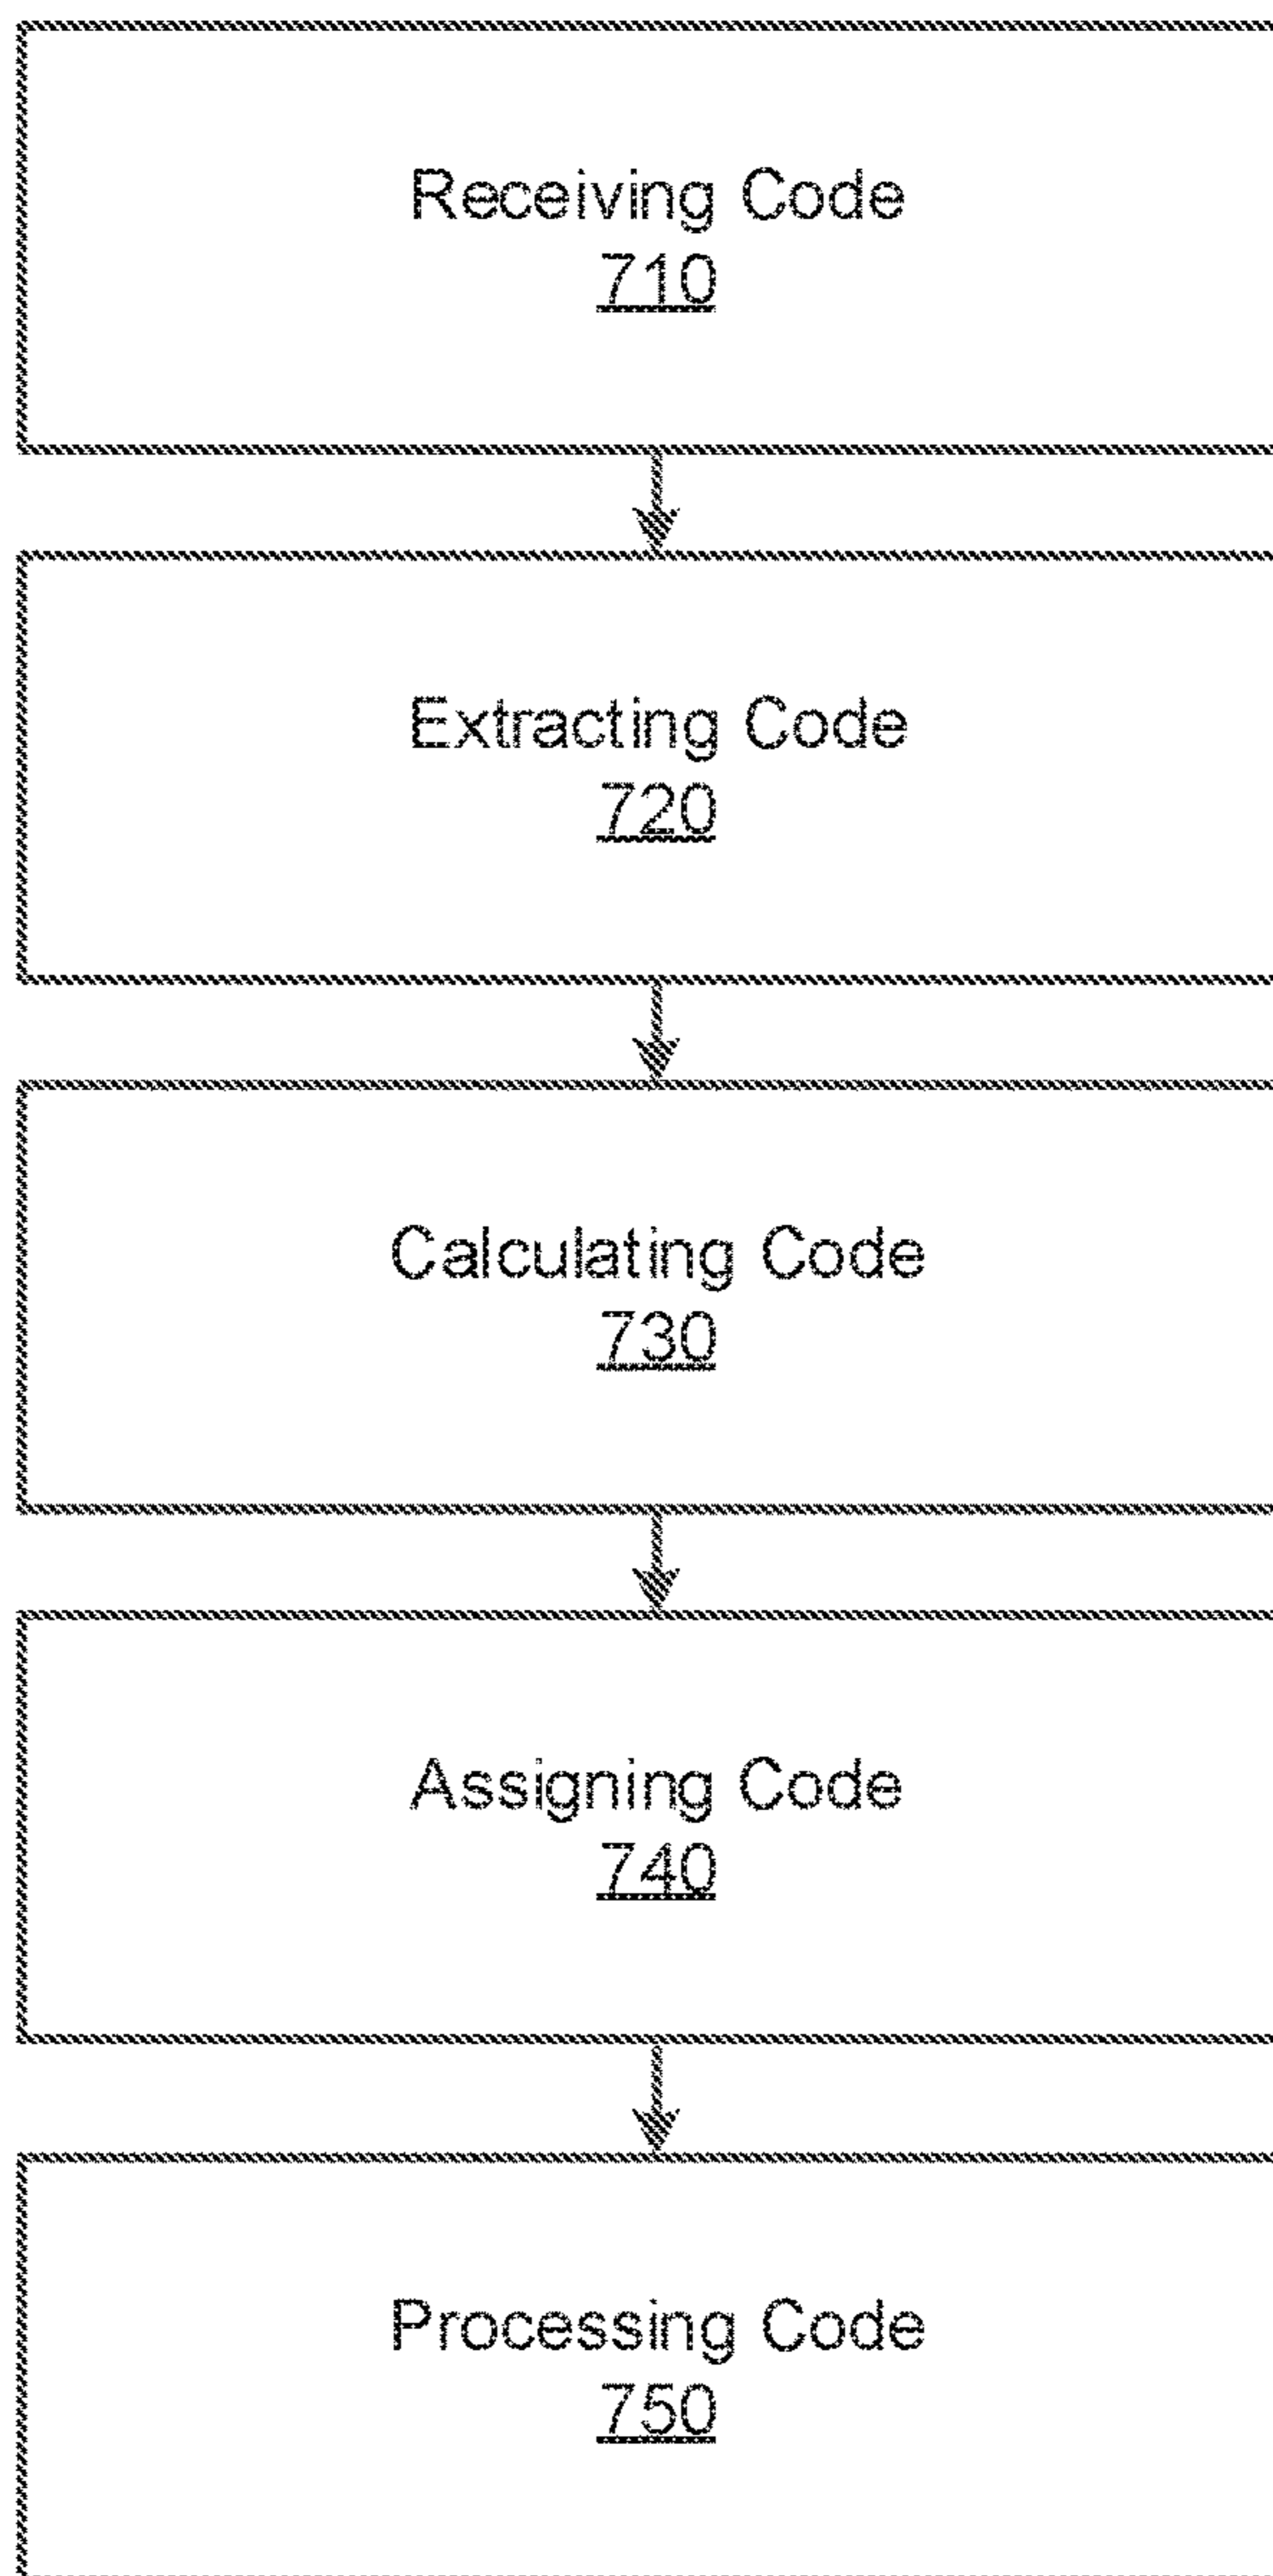 Receiving Code
710
Extracting Code
720
Calculating Code
730
Assigning Code
740
Processing Code
750